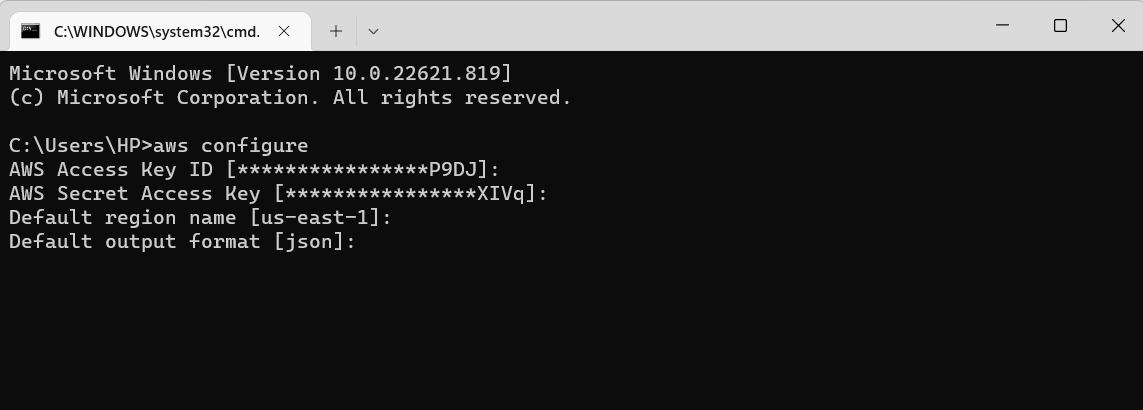 C:\WINDOWS\system32\cmd.
Microsoft Windows [Version 10.0.22621.819]
(c) Microsoft Corporation. All rights reserved.
C:\Users\HP>aws configure
AWS Access Key ID [****************P9DJ]:
AWS Secret Access Key [****************XIVq]:
Default region name [us-east-1]:
Default output format [json]: